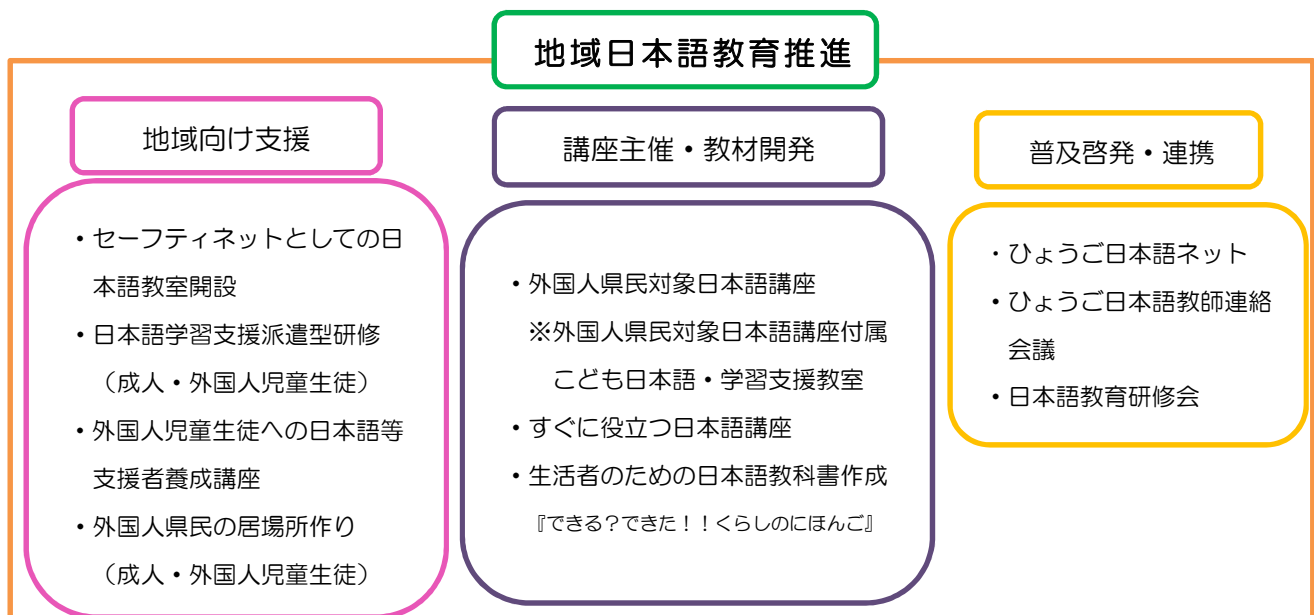 地域日本語教育推進
地域向け支援
・セーフティネットとしての日
本語教室開設
・日本語学習支援派遣型研修
（成人・外国人児童生徒）
・外国人児童生徒への日本語等
支援者養成講座
・外国人県民の居場所作り
（成人・外国人児童生徒）
講座主催・教材開発
・外国人県民対象日本語講座
※外国人県民対象日本語講座付属
こども日本語・学習支援教室
・すぐに役立つ日本語講座
・生活者のための日本語教科書作成
『できる？できた！！くらしのにほんご』
普及啓発・連携
・ひょうご日本語ネット
・ひょうご日本語教師連絡
会議
・日本語教育研修会